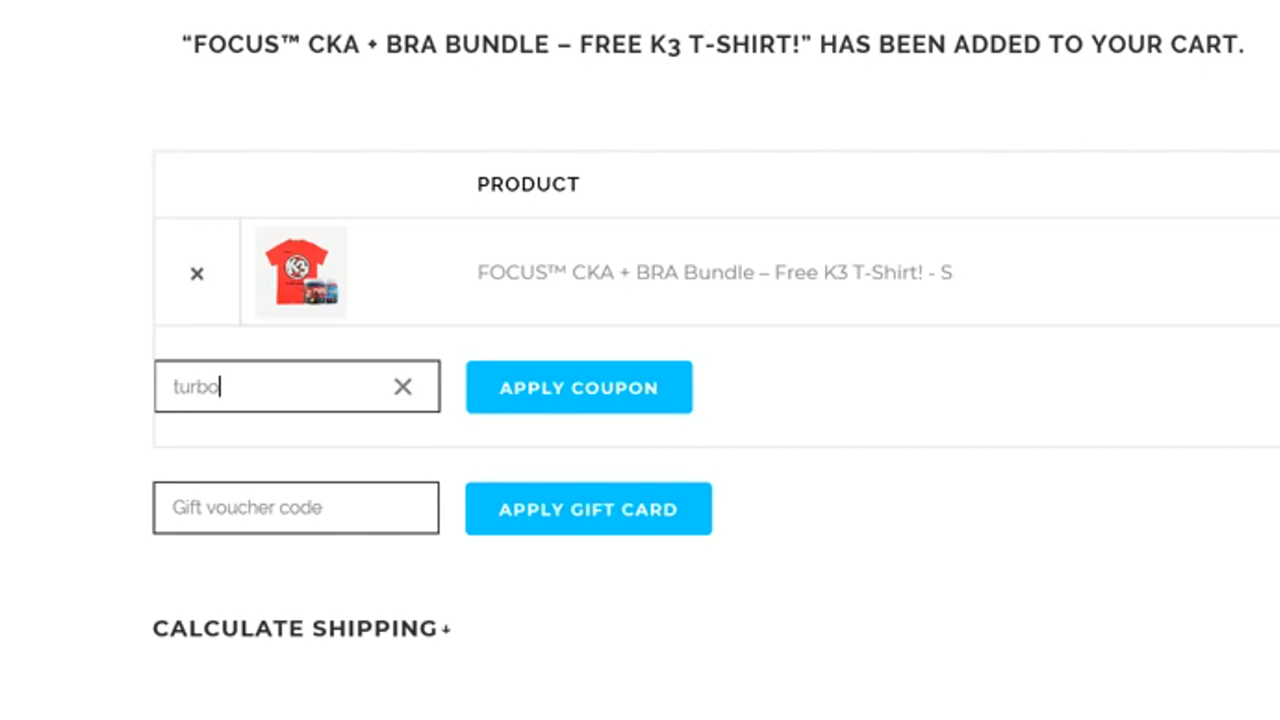 “FOCUS™ CKA + BRA BUNDLE – FREE K3 T-SHIRT!” HAS BEEN ADDED TO YOUR CART.
PRODUCT
×
K3
FOCUS™ CKA + BRA Bundle – Free K3 T-Shirt! - S
turbo ×
APPLY COUPON
Gift voucher code
APPLY GIFT CARD
CALCULATE SHIPPING↓